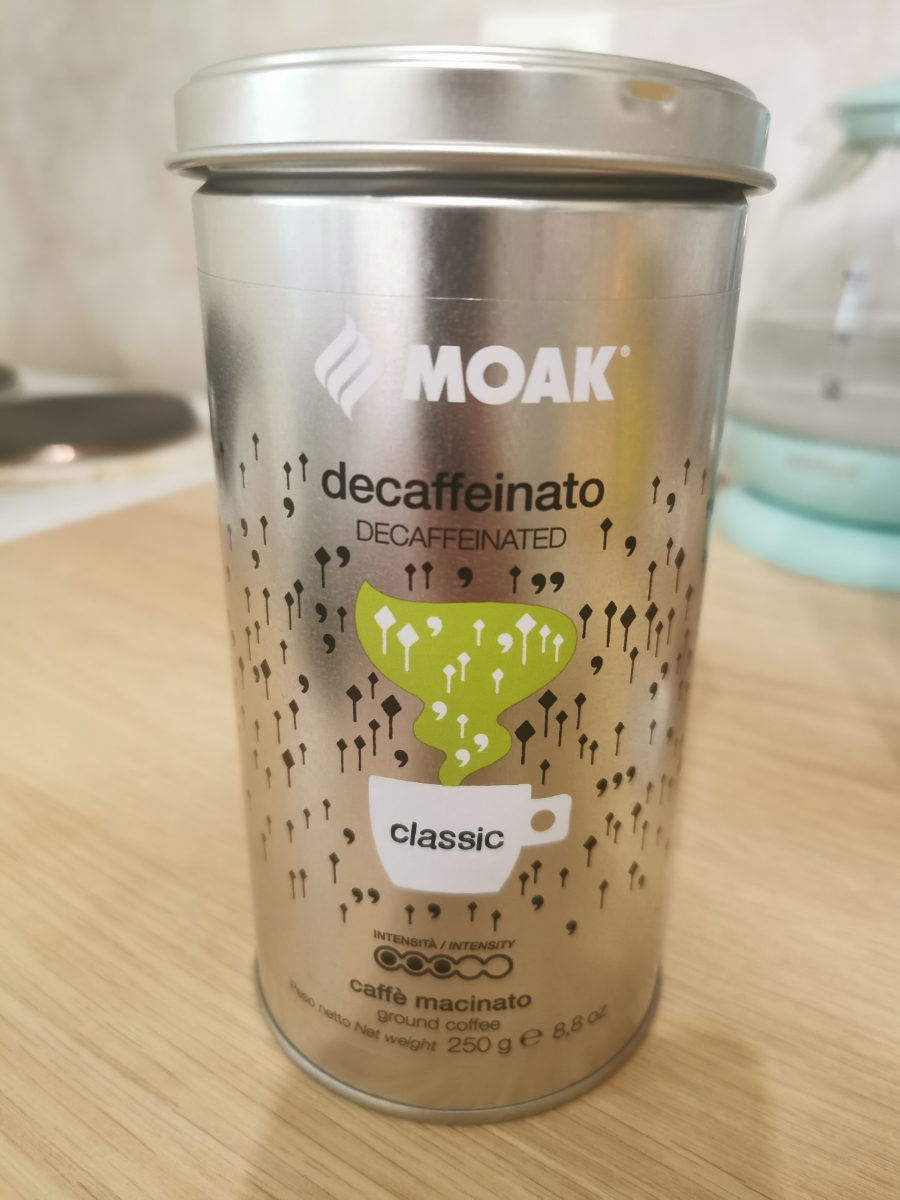 MOAK®
decaffeinato
DECAFFEINATED
classic
INTENSITÀ / INTENSITY
caffè macinato
ground coffee
Peso netto Net weight 250 g ℮ 8,8 oz